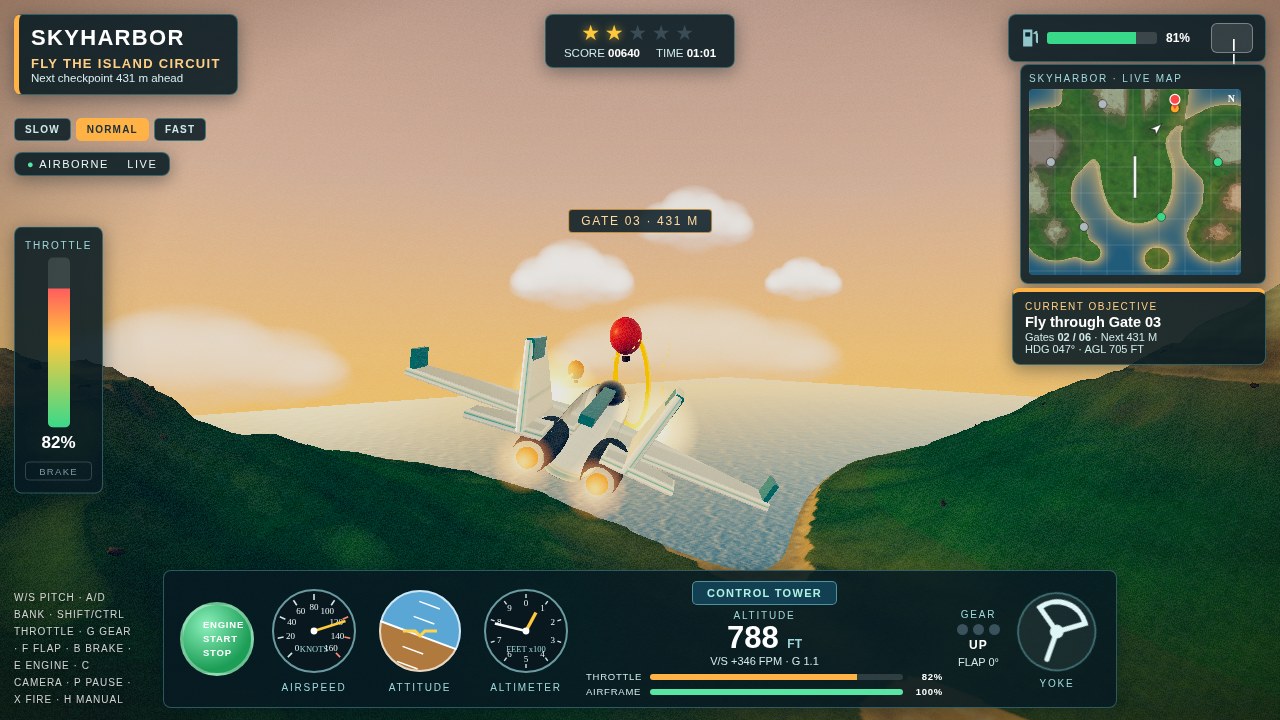 SKYHARBOR
FLY THE ISLAND CIRCUIT
Next checkpoint 431 m ahead
SLOW NORMAL FAST
AIRBORNE LIVE
SCORE 00640 TIME 01:01
81%
SKYHARBOR · LIVE MAP
N
CURRENT OBJECTIVE
Fly through Gate 03
Gates 02 / 06 · Next 431 M
HDG 047° · AGL 705 FT
GATE 03 · 431 M
THROTTLE
82%
BRAKE
W/S PITCH · A/D
BANK · SHIFT/CTRL
THROTTLE · G GEAR
· F FLAP · B BRAKE ·
E ENGINE · C
CAMERA · P PAUSE ·
X FIRE · H MANUAL
ENGINE
START
STOP
0 20 40 60 80 100 120 140 160
KNOTS
AIRSPEED
ATTITUDE
0 1 2 3 4 5 6 7 8 9
FEET x100
ALTIMETER
CONTROL TOWER
ALTITUDE
788 FT
V/S +346 FPM · G 1.1
THROTTLE 82%
AIRFRAME 100%
GEAR
UP
FLAP 0°
YOKE